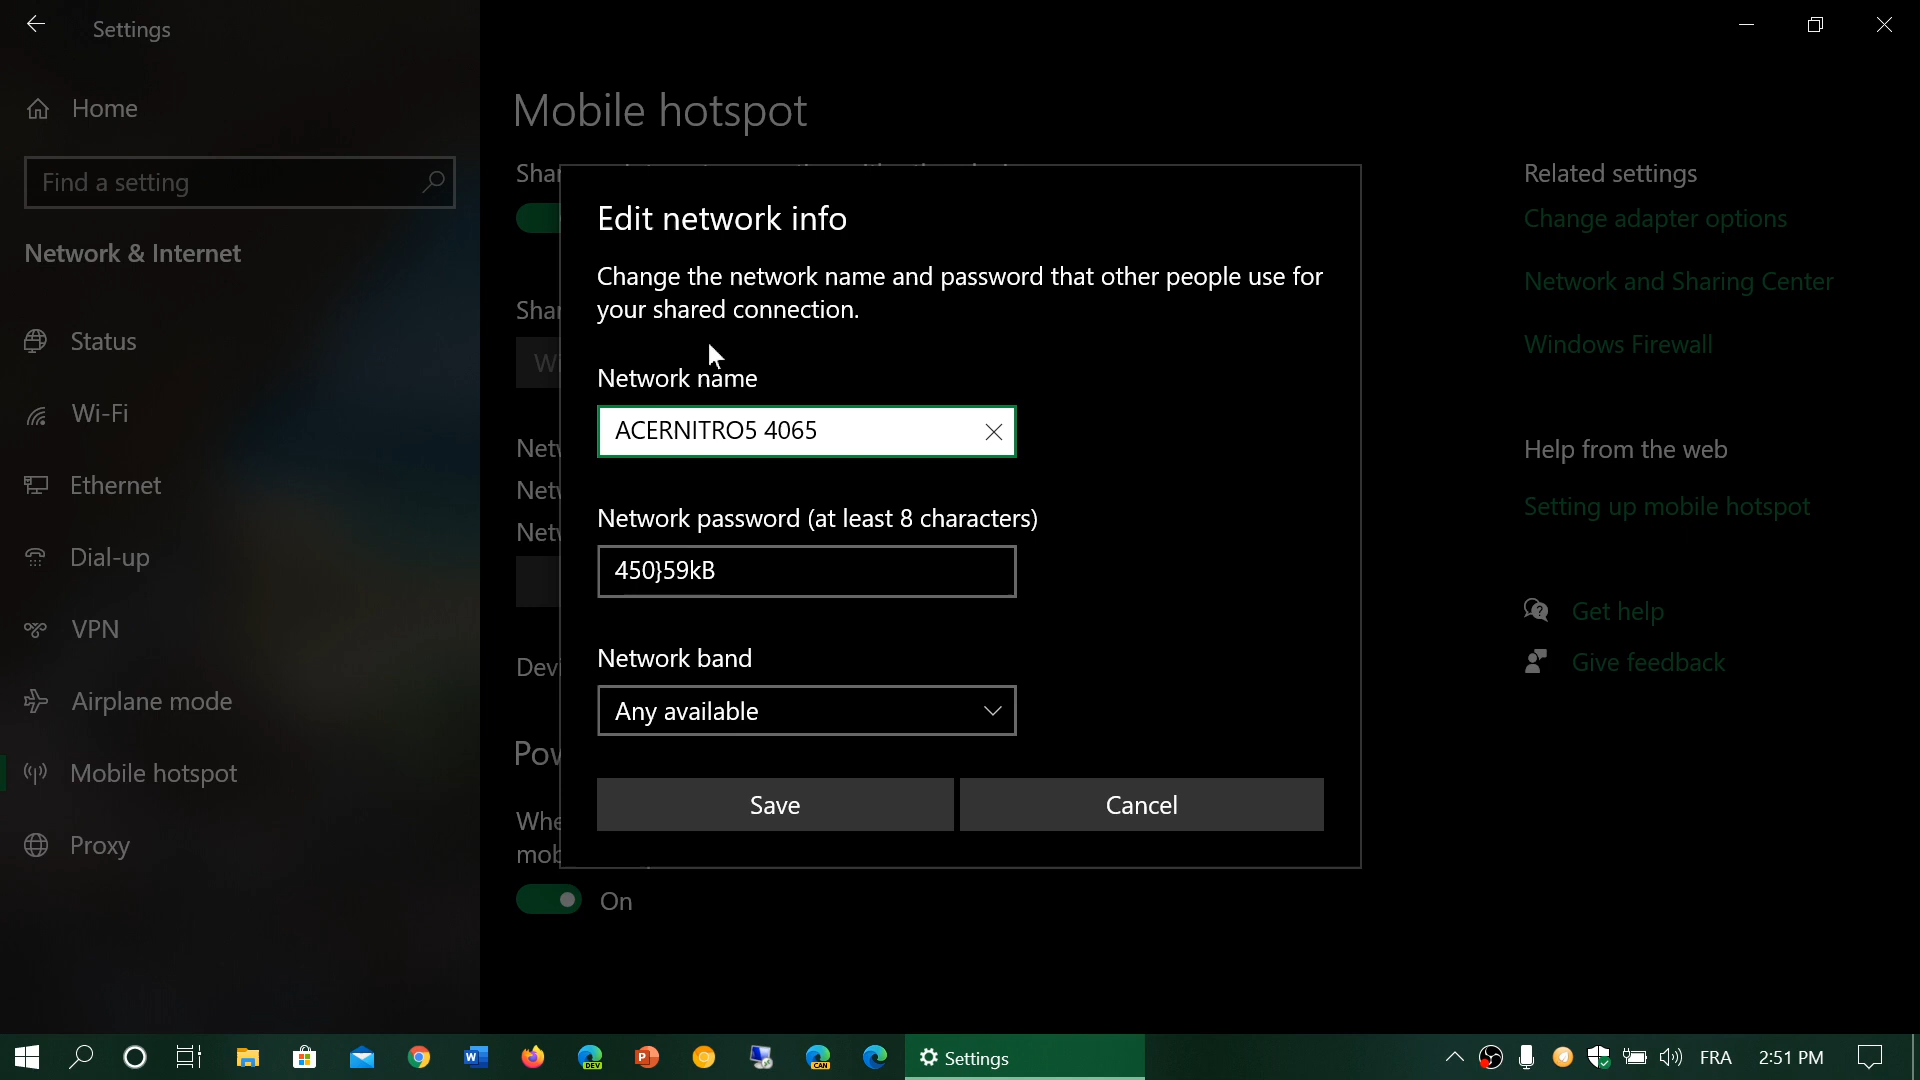 Settings
Home
Find a setting
Network & Internet
Status
Wi-Fi
Ethernet
Dial-up
VPN
Airplane mode
Mobile hotspot
Proxy
Mobile hotspot
Edit network info
Change the network name and password that other people use for
your shared connection.
Network name
ACERNITRO5 4065
Network password (at least 8 characters)
450}59kB
Network band
Any available
Save
Cancel
On
Related settings
Change adapter options
Network and Sharing Center
Windows Firewall
Help from the web
Setting up mobile hotspot
Get help
Give feedback
DEV
CAN
Settings
FRA
2:51 PM